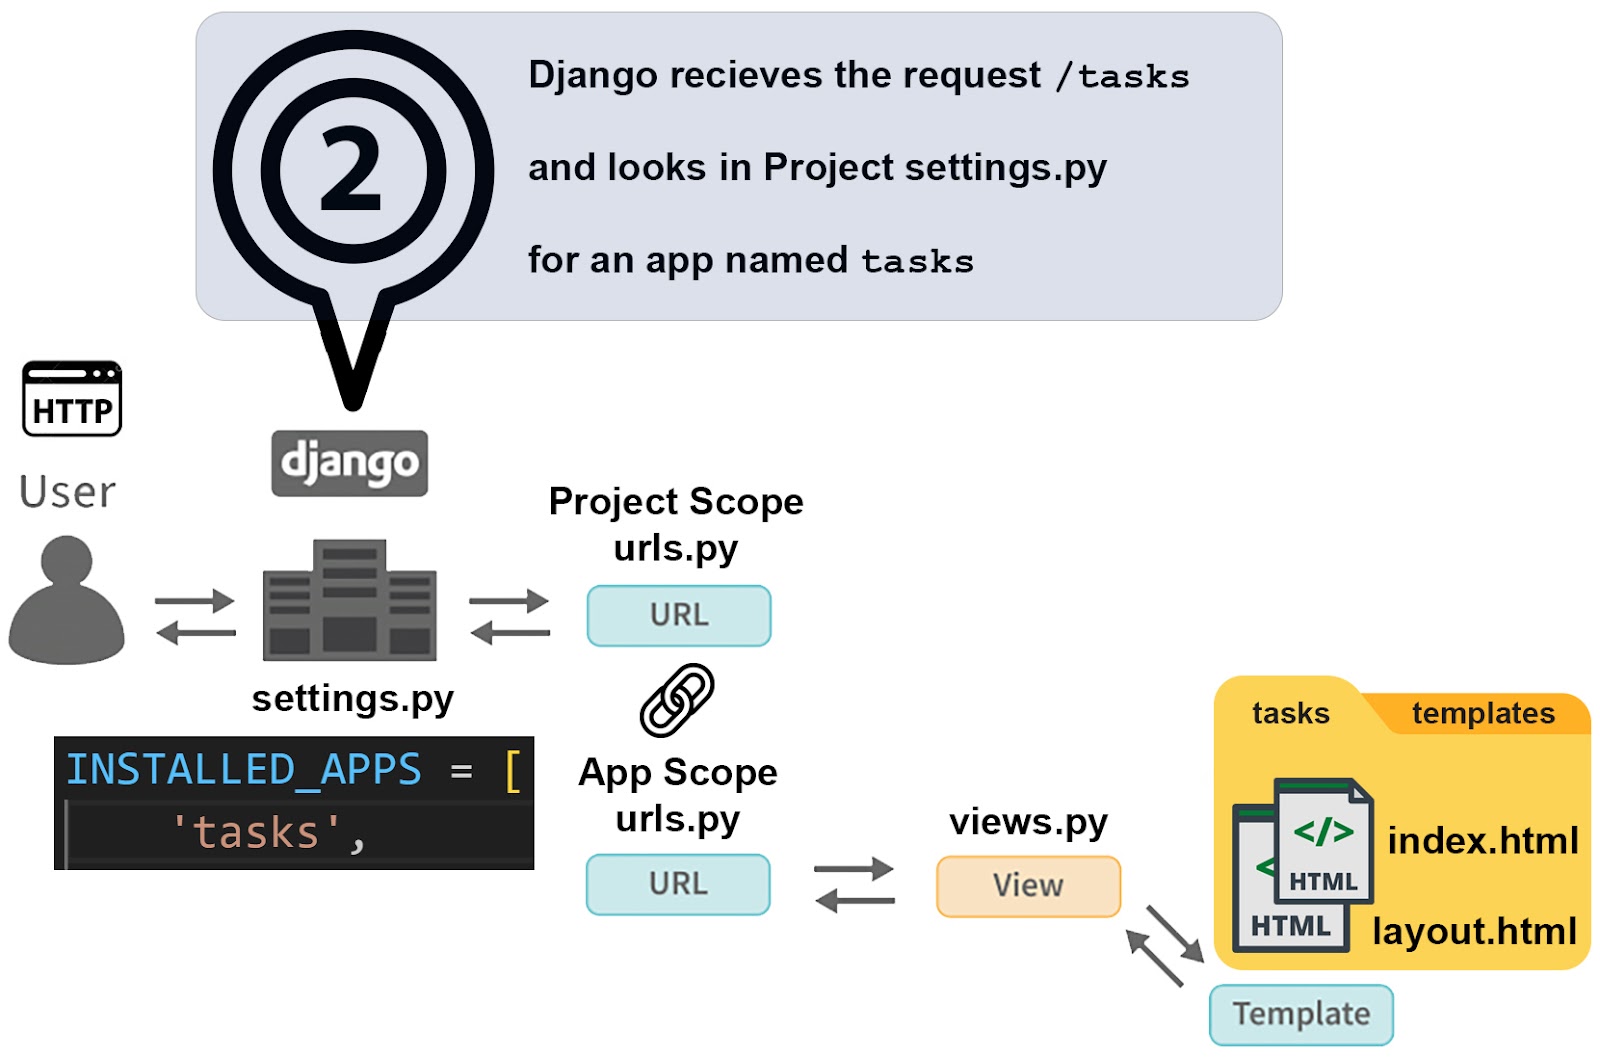 2
Django recieves the request /tasks
and looks in Project settings.py
for an app named tasks
HTTP
User
django
settings.py
INSTALLED_APPS = [
'tasks',
Project Scope
urls.py
URL
App Scope
urls.py
URL
views.py
View
tasks
templates
</>
HTML
index.html
<
HTML
layout.html
Template